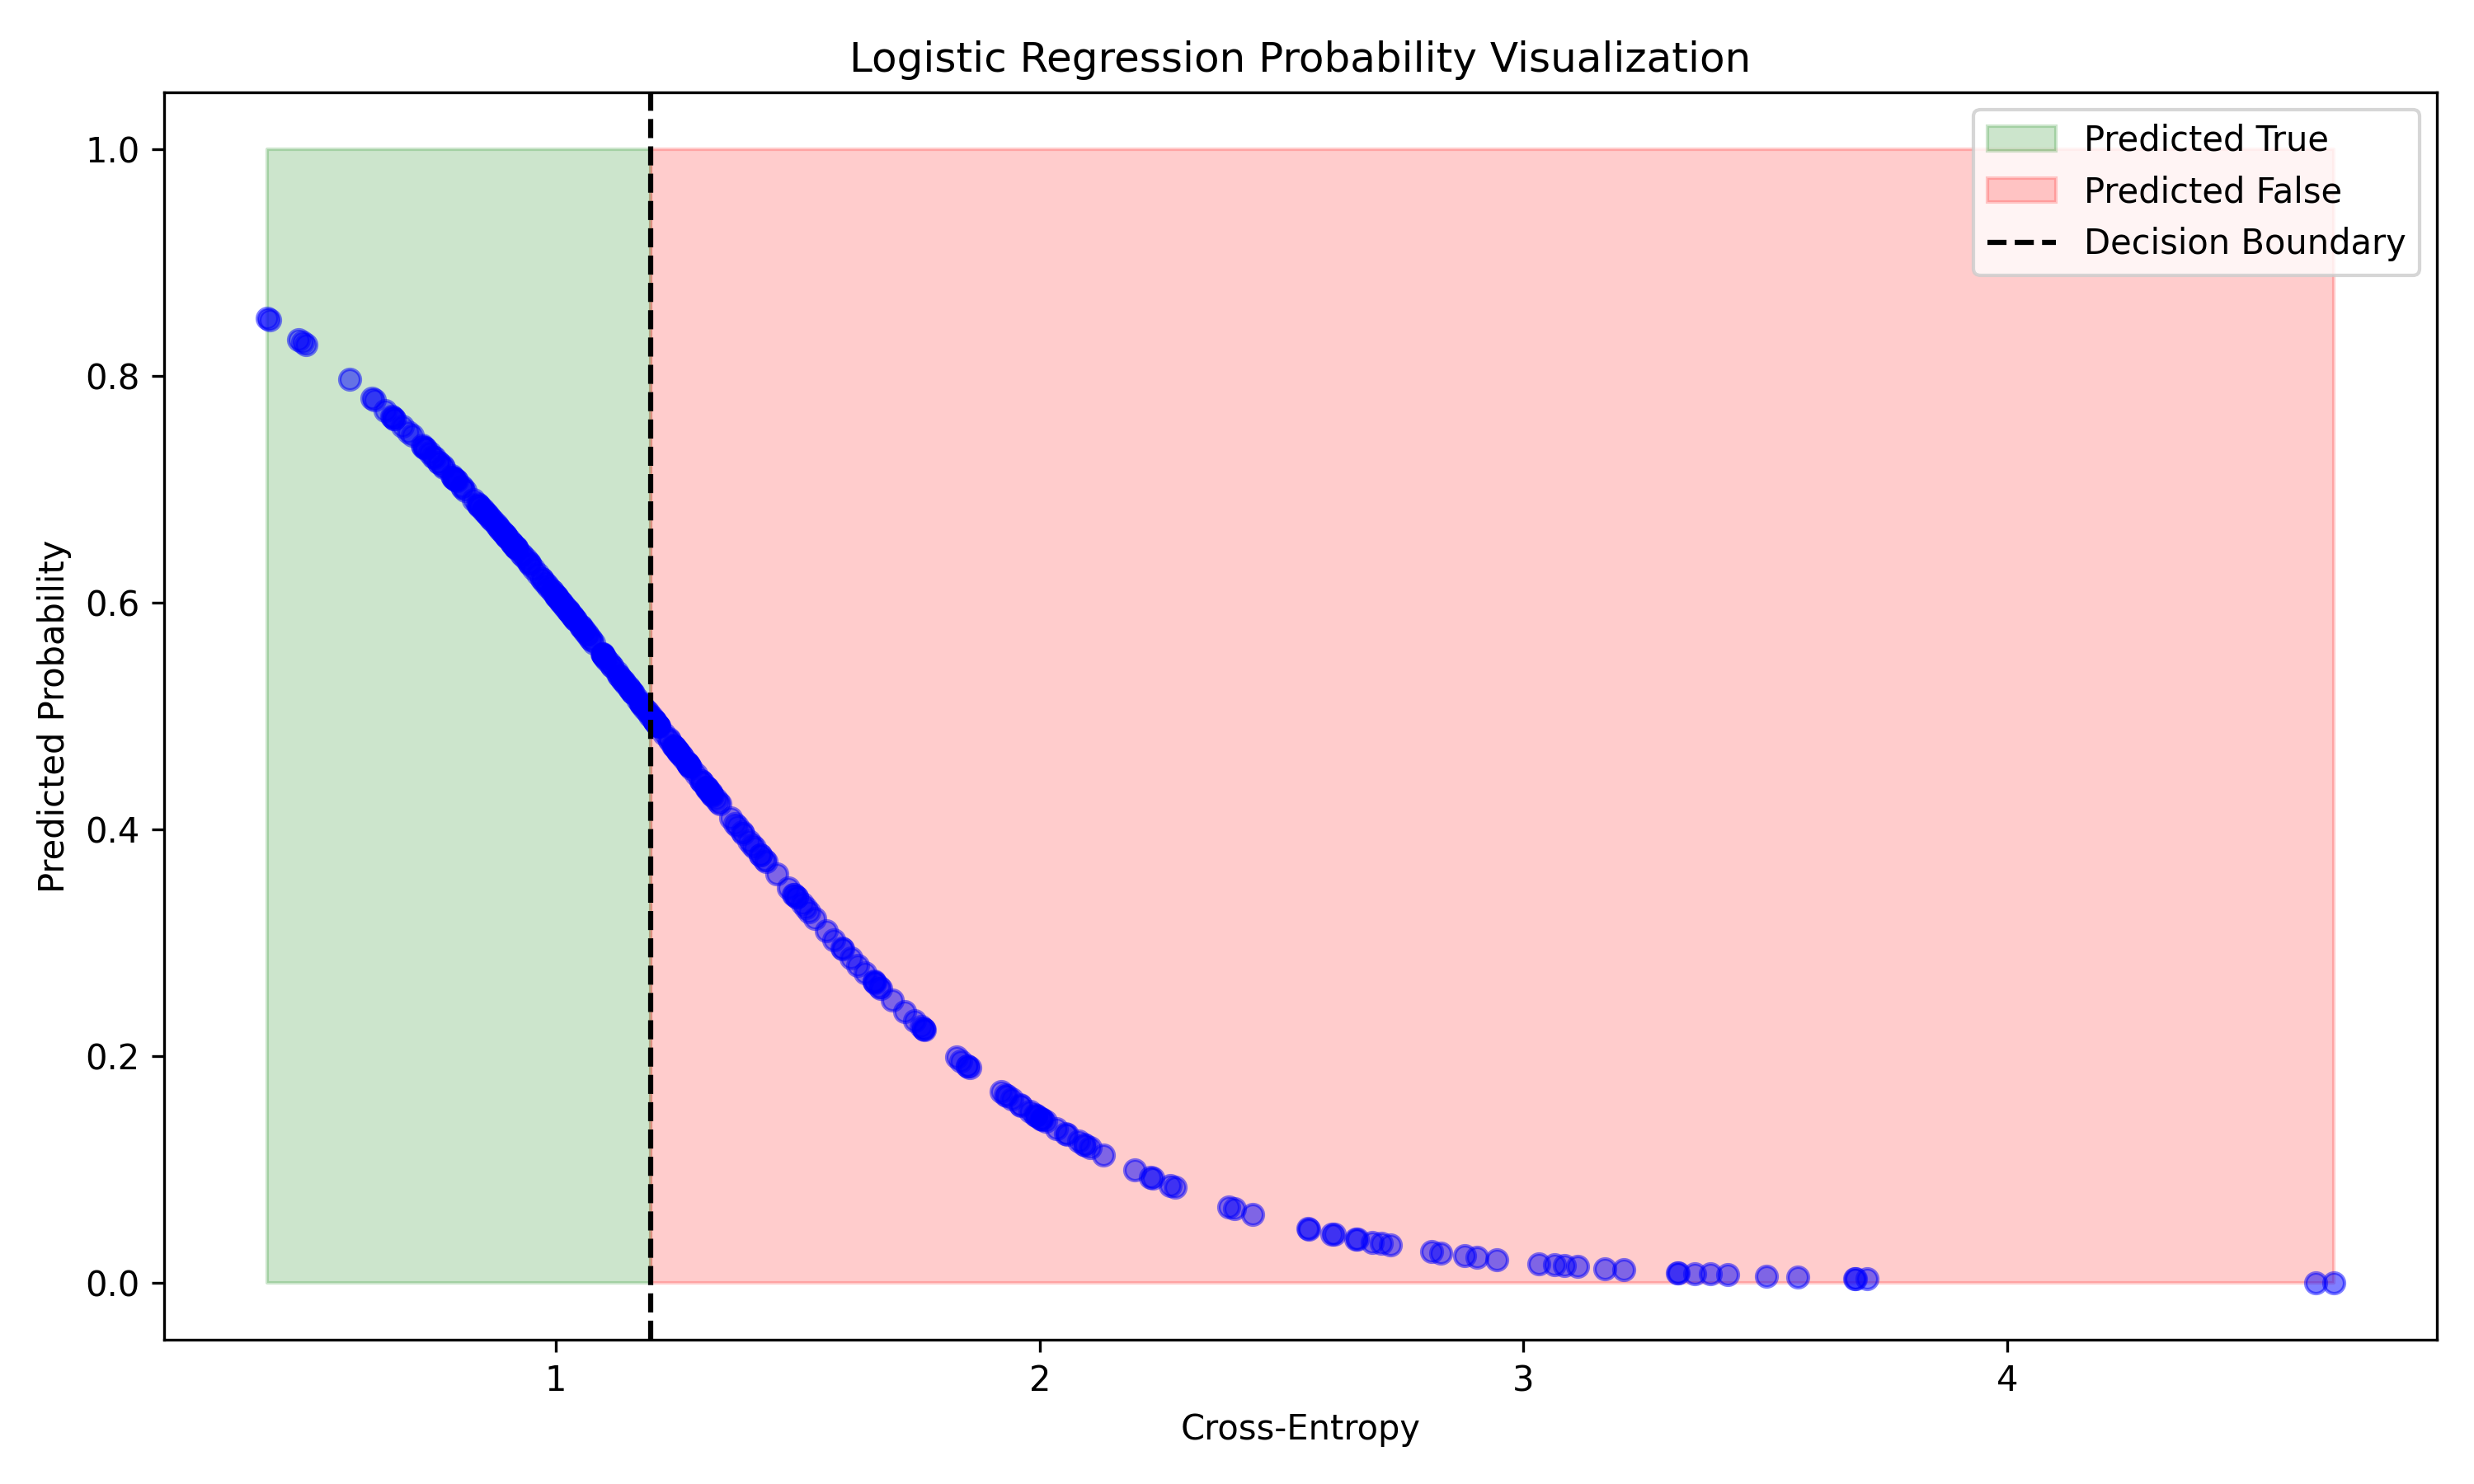 Logistic Regression Probability Visualization
Predicted True
Predicted False
Decision Boundary
Predicted Probability
1.0
0.8
0.6
0.4
0.2
0.0
1 2 3 4
Cross-Entropy